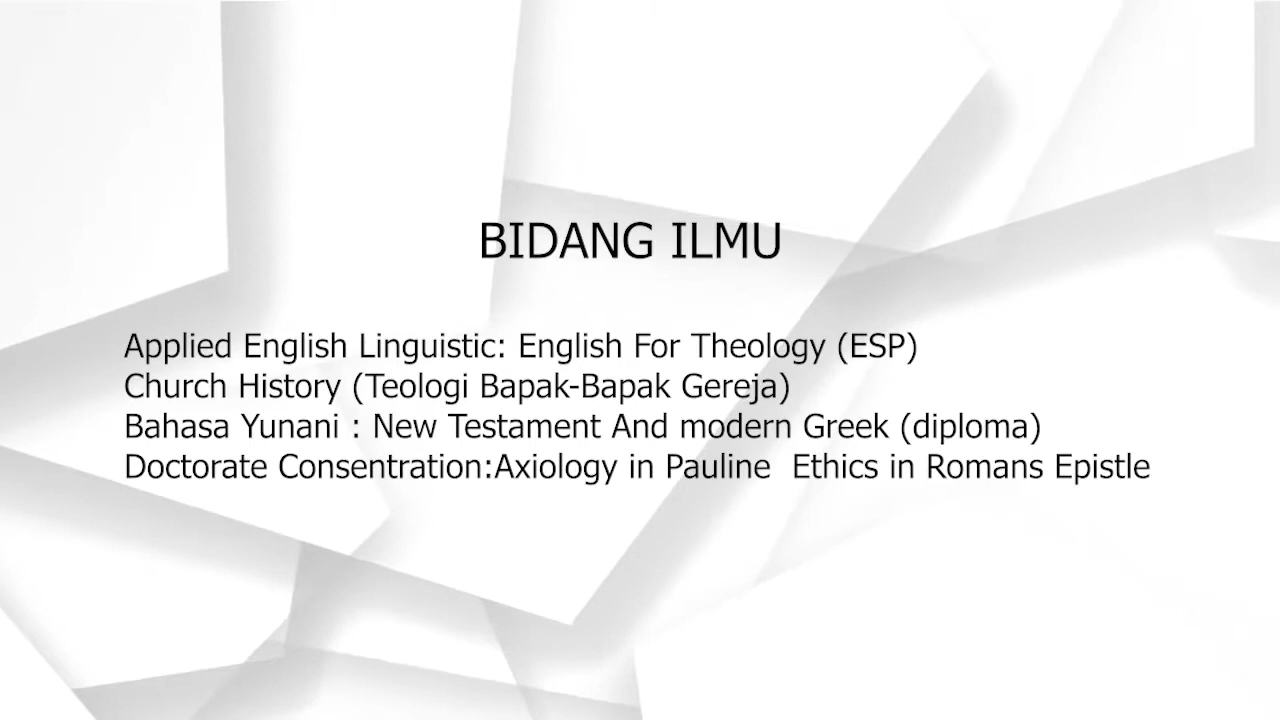 BIDANG ILMU
Applied English Linguistic: English For Theology (ESP)
Church History (Teologi Bapak-Bapak Gereja)
Bahasa Yunani : New Testament And modern Greek (diploma)
Doctorate Consentration:Axiology in Pauline  Ethics in Romans Epistle